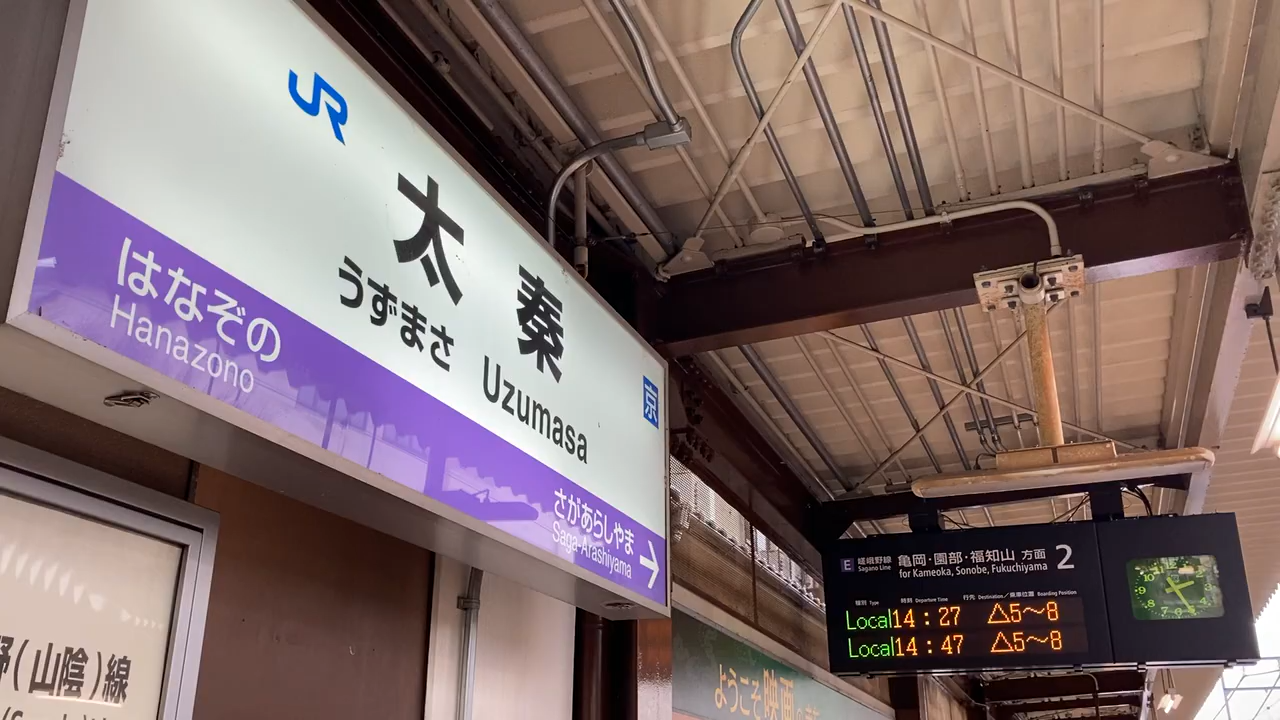 JR
太秦
うずまさ Uzumasa
京
はなぞの
Hanazono
さがあらしやま →
Saga-Arashiyama
野(山陰)線
E 嵯峨野線 亀岡・園部・福知山 方面 2
Sagano Line for Kameoka, Sonobe, Fukuchiyama
種別 Type 時刻 Departure Time 行先 Destination／乗車位置 Boarding Position
Local 14:27 △5〜8
Local 14:47 △5〜8
ようこそ映画